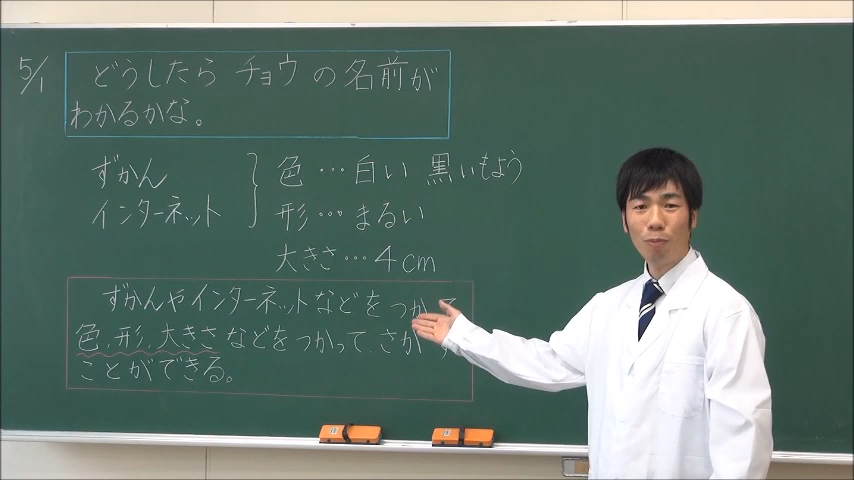 5/1
どうしたら チョウ の名前が
わかるかな。
ずかん
インターネット
色…白い 黒いもよう
形…まるい
大きさ…4cm
ずかんやインターネットなどを つかって
色,形,大きさなどをつかって,さが
ことができる。